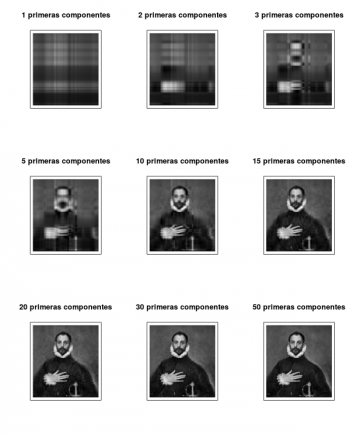 1 primeras componentes
2 primeras componentes
3 primeras componentes
5 primeras componentes
10 primeras componentes
15 primeras componentes
20 primeras componentes
30 primeras componentes
50 primeras componentes